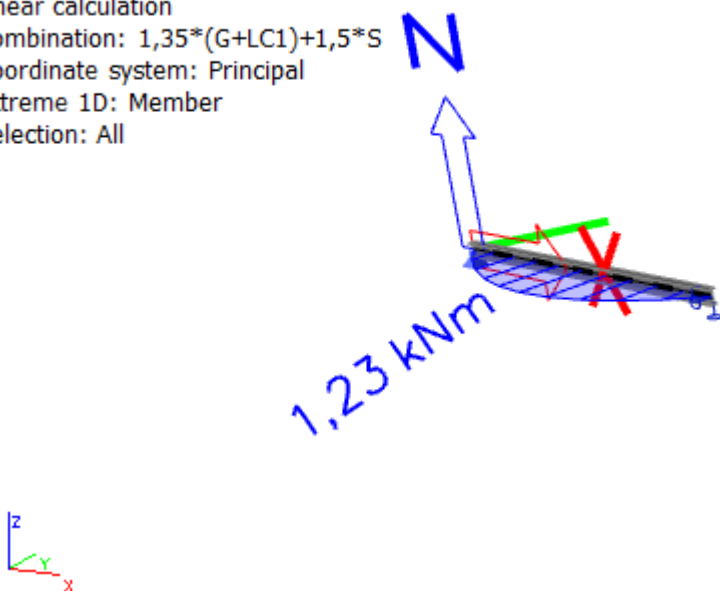 near calculation
ombination: 1,35*(G+LC1)+1,5*S
oordinate system: Principal
treme 1D: Member
election: All
N
X
1,23 kNm
z
Y
x